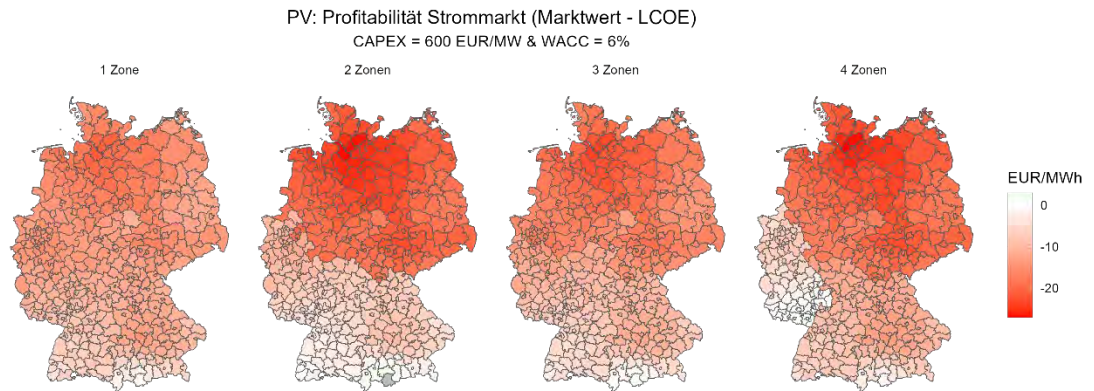 PV: Profitabilität Strommarkt (Marktwert - LCOE)
CAPEX = 600 EUR/MW & WACC = 6%
1 Zone
2 Zonen
3 Zonen
4 Zonen
EUR/MWh
0
-10
-20